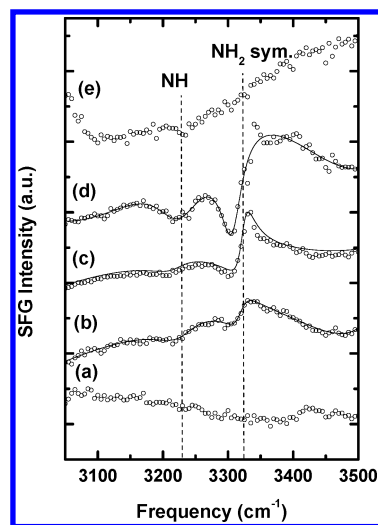 NH₂ sym.
NH
(e)
(d)
(c)
(b)
(a)
SFG Intensity (a.u.)
3100 3200 3300 3400 3500
Frequency (cm⁻¹)